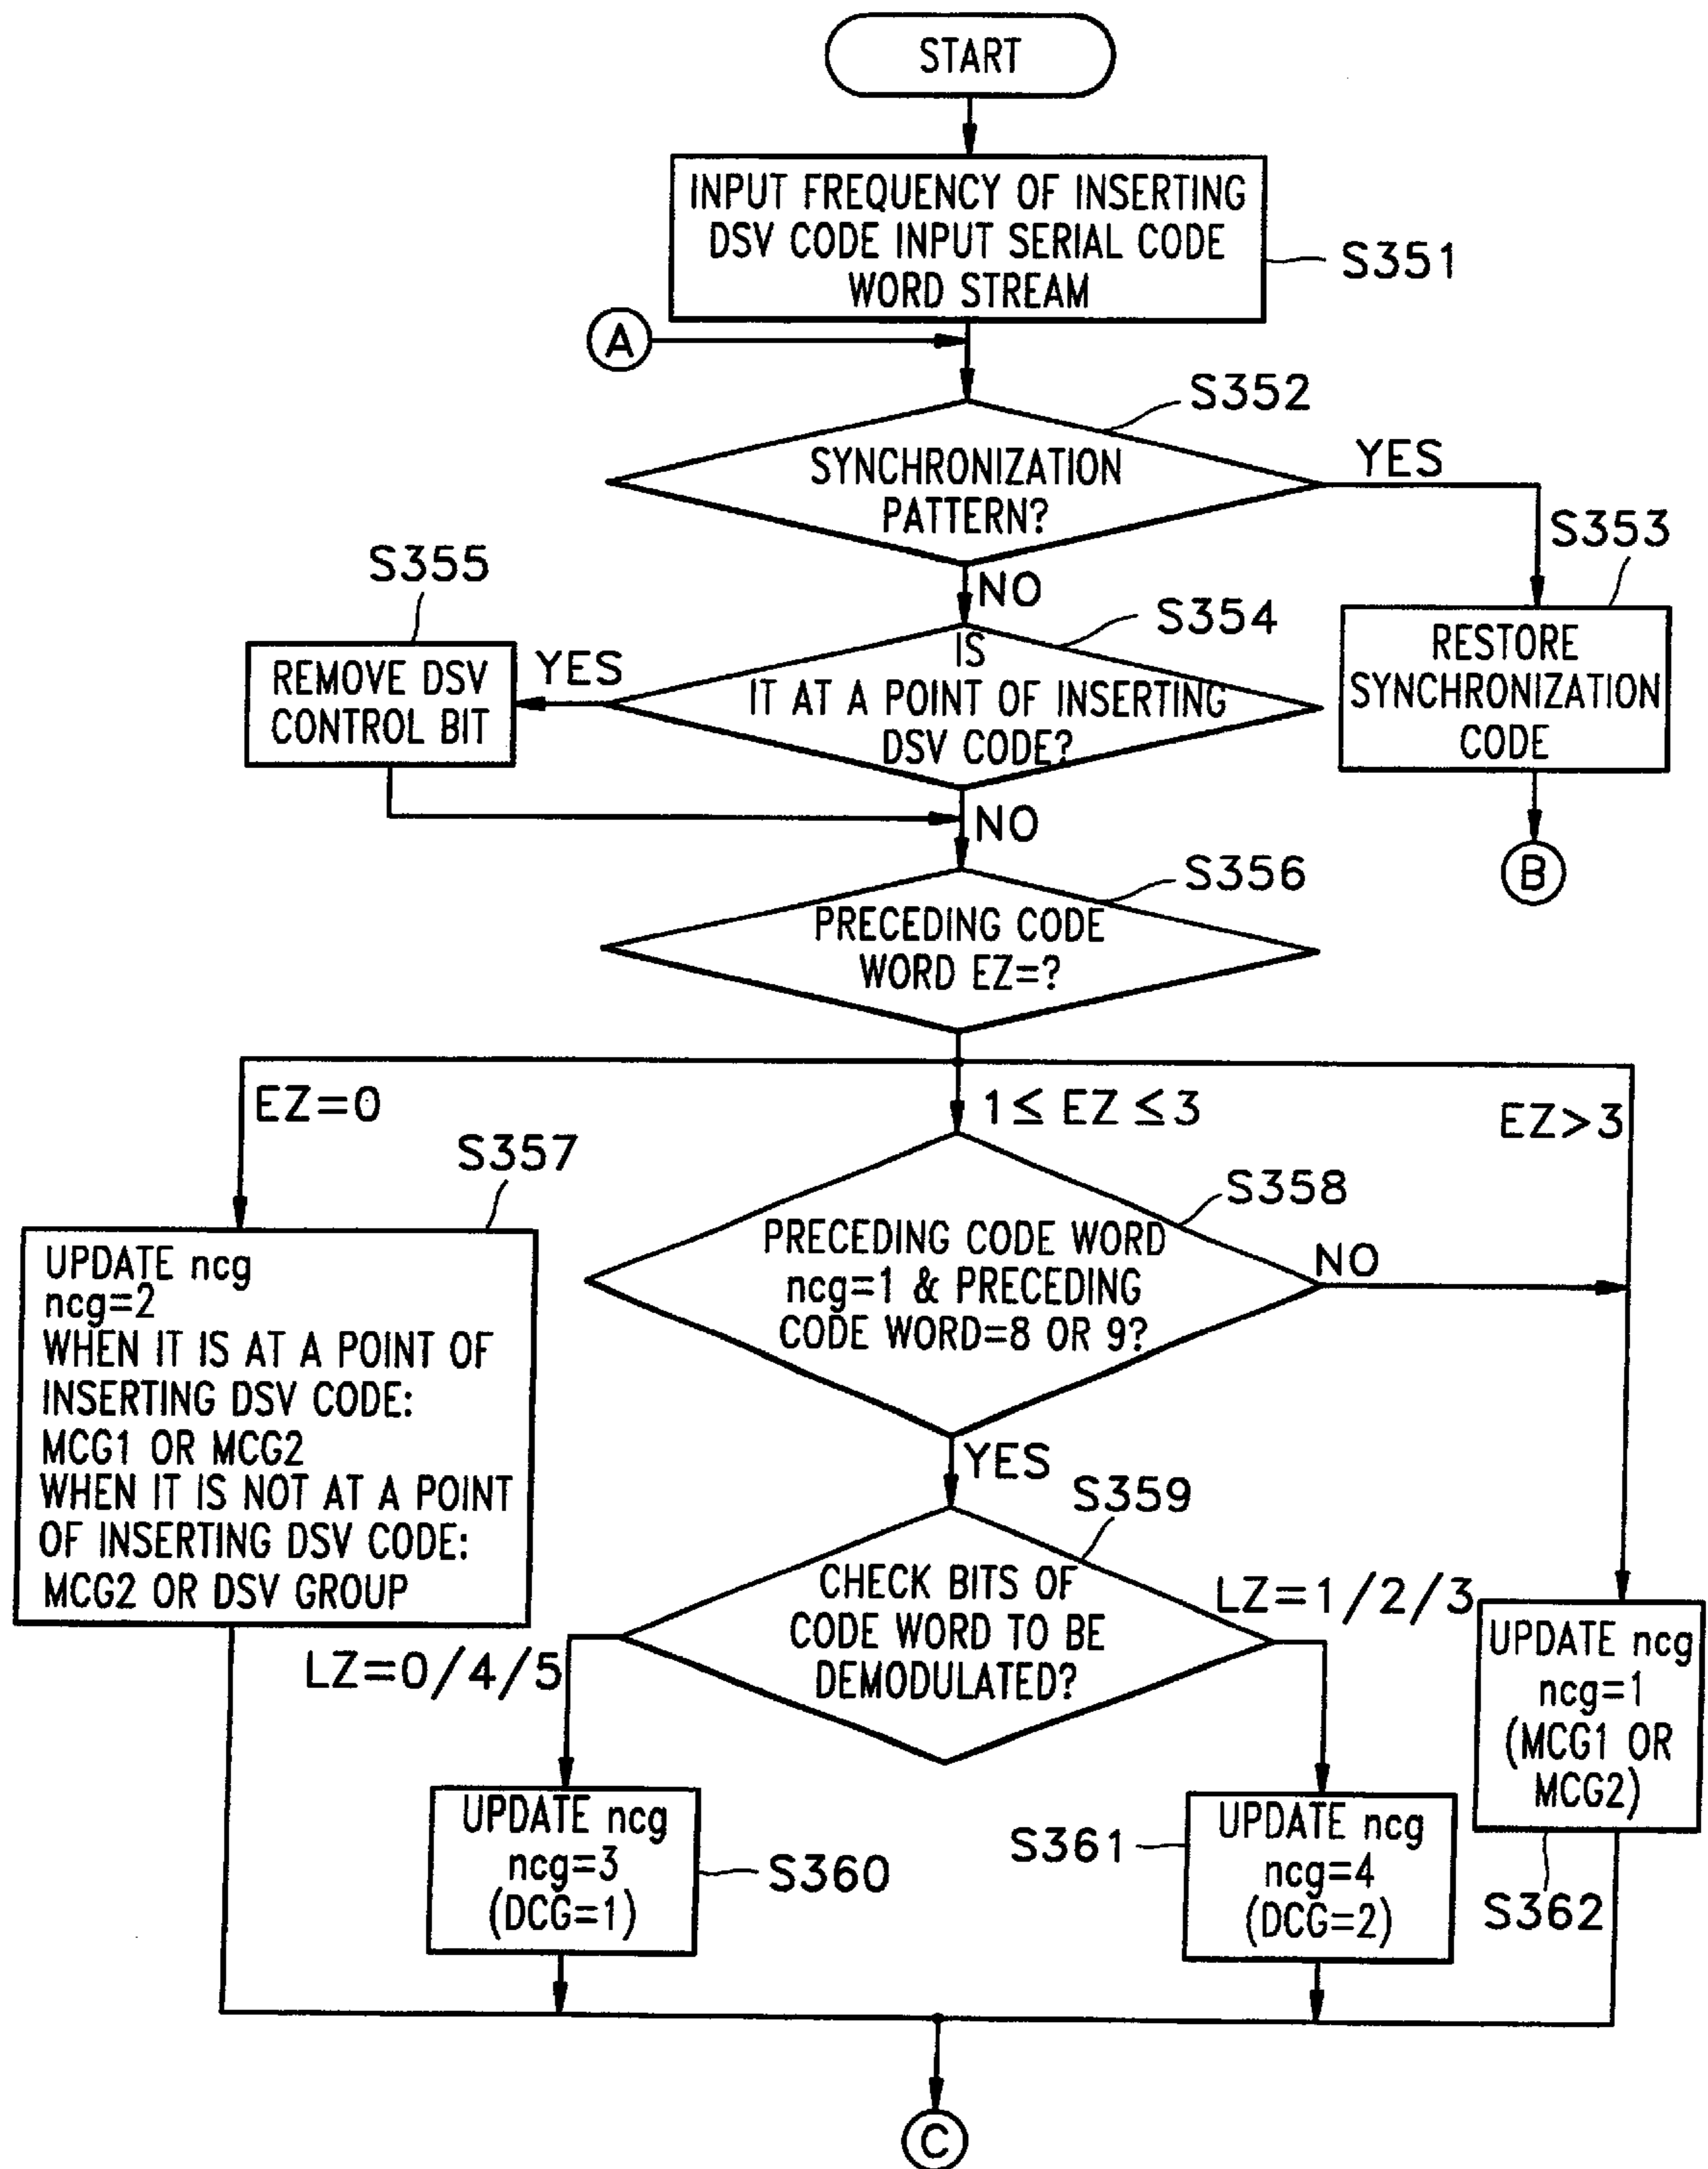 START
INPUT FREQUENCY OF INSERTING
DSV CODE INPUT SERIAL CODE
WORD STREAM
S351
A
S352
SYNCHRONIZATION
PATTERN?
YES
S353
NO
RESTORE
SYNCHRONIZATION
CODE
B
S355
REMOVE DSV
CONTROL BIT
YES
S354
IS
IT AT A POINT OF INSERTING
DSV CODE?
NO
S356
PRECEDING CODE
WORD EZ=?
EZ=0
1≤ EZ ≤3
EZ>3
S357
UPDATE ncg
ncg=2
WHEN IT IS AT A POINT OF
INSERTING DSV CODE:
MCG1 OR MCG2
WHEN IT IS NOT AT A POINT
OF INSERTING DSV CODE:
MCG2 OR DSV GROUP
S358
PRECEDING CODE WORD
ncg=1 & PRECEDING
CODE WORD=8 OR 9?
NO
YES
S359
CHECK BITS OF
CODE WORD TO BE
DEMODULATED?
LZ=0/4/5
LZ=1/2/3
UPDATE ncg
ncg=3
(DCG=1)
S360
S361
UPDATE ncg
ncg=4
(DCG=2)
UPDATE ncg
ncg=1
(MCG1 OR
MCG2)
S362
C